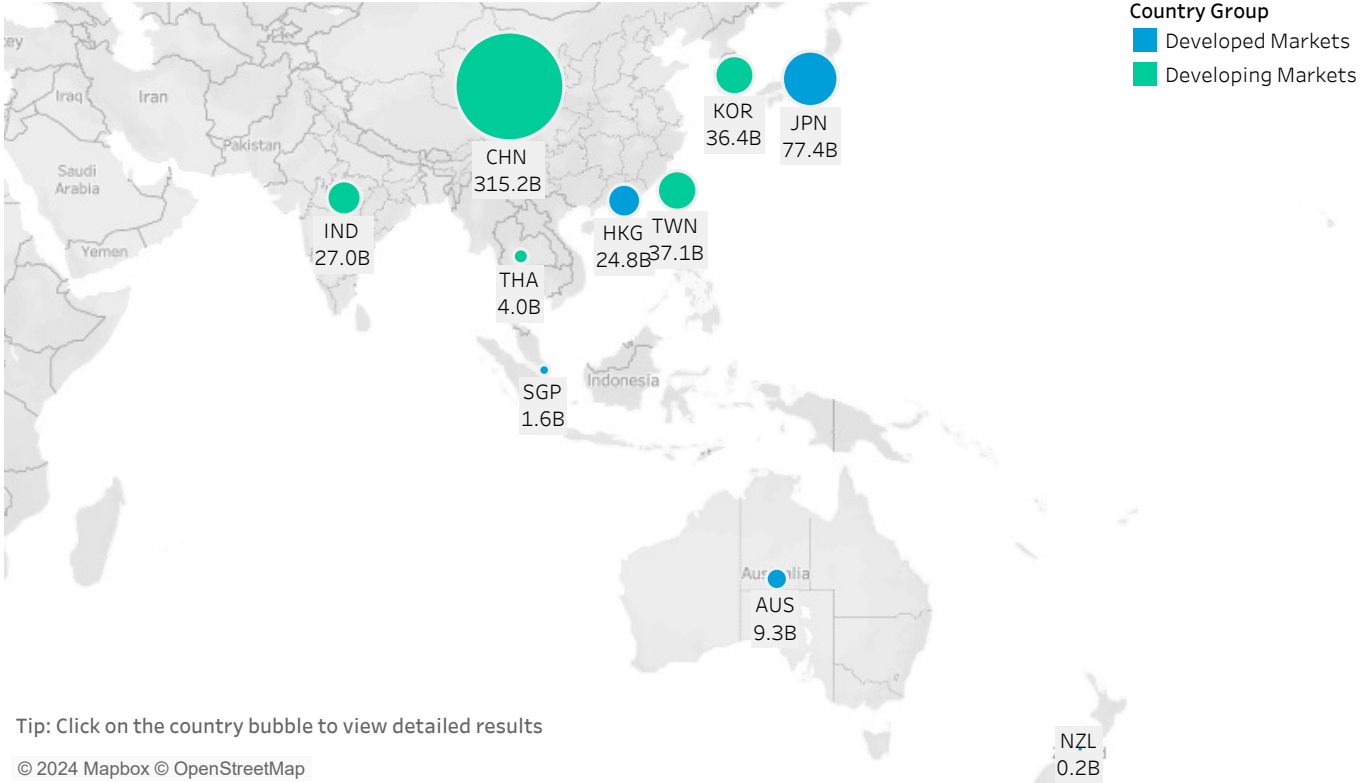 Country Group
Developed Markets
Developing Markets
Iraq
Iran
Pakistan
Saudi
Arabia
Yemen
CHN
315.2B
KOR
36.4B
JPN
77.4B
IND
27.0B
HKG
24.8B
TWN
37.1B
THA
4.0B
SGP
1.6B
Indonesia
AUS
9.3B
NZL
0.2B
Tip: Click on the country bubble to view detailed results
© 2024 Mapbox © OpenStreetMap